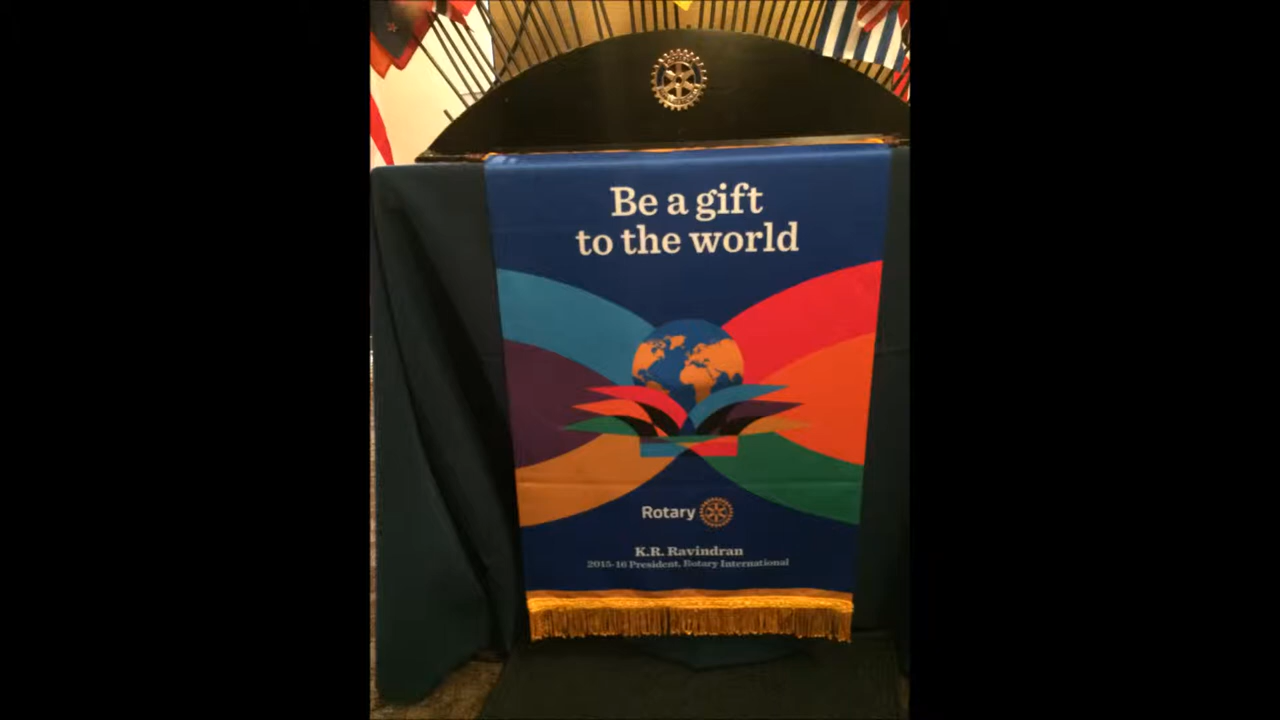 Be a gift
to the world
Rotary
K.R. Ravindran
2015-16 President, Rotary International